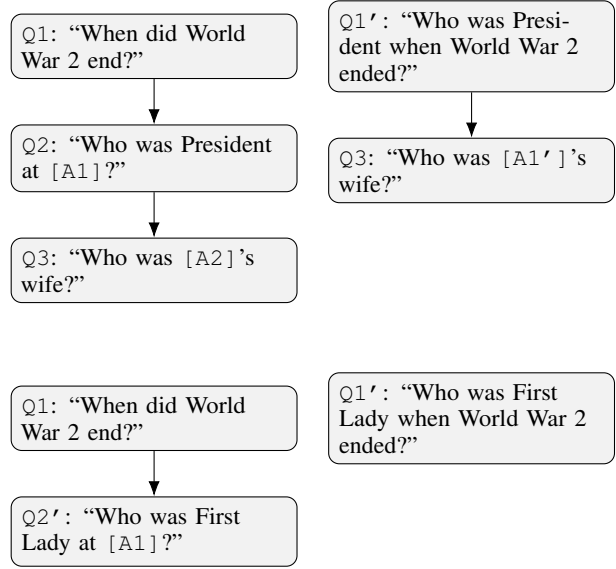 Q1: “When did World
War 2 end?”
Q2: “Who was President
at [A1]?”
Q3: “Who was [A2]’s
wife?”
Q1′: “Who was Presi-
dent when World War 2
ended?”
Q3: “Who was [A1′]’s
wife?”
Q1: “When did World
War 2 end?”
Q2′: “Who was First
Lady at [A1]?”
Q1′: “Who was First
Lady when World War 2
ended?”